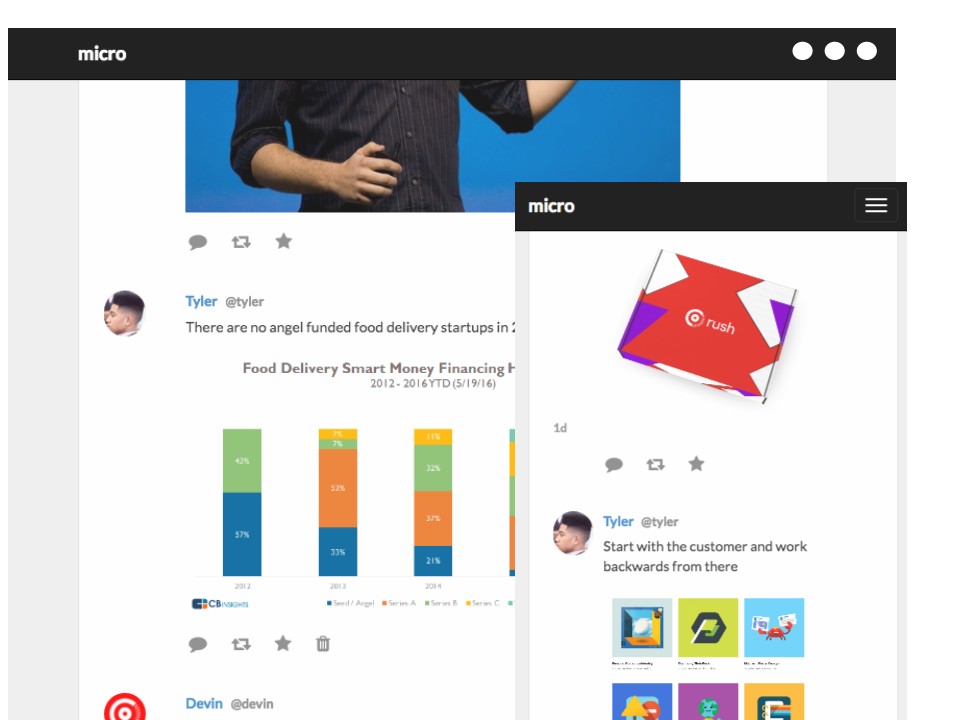 micro
Tyler @tyler
There are no angel funded food delivery startups in
Food Delivery Smart Money Financing H
2012 - 2016 YTD (5/19/16)
7%
11%
42%
7%
32%
53%
37%
57%
33%
21%
2012
2013
2014
CB INSIGHTS
Seed / Angel
Series A
Series B
Series C
Devin @devin
micro
rush
1d
Tyler @tyler
Start with the customer and work
backwards from there